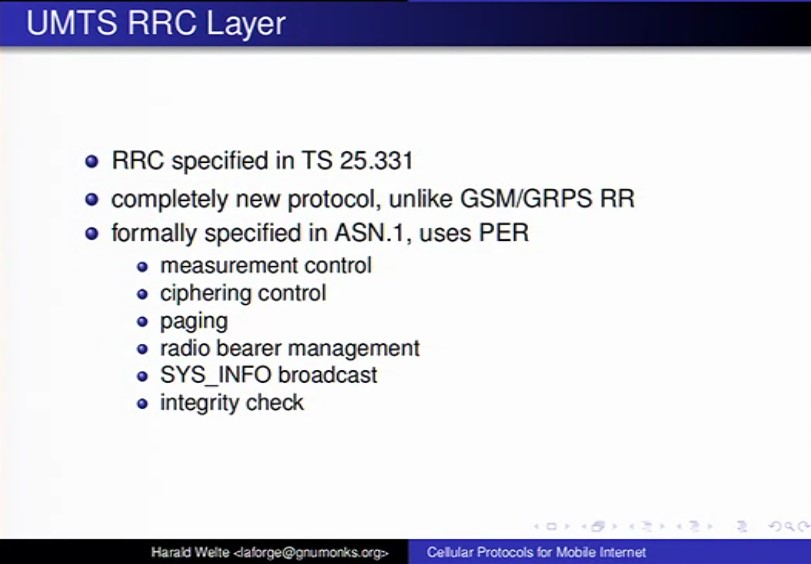 UMTS RRC Layer
RRC specified in TS 25.331
completely new protocol, unlike GSM/GRPS RR
formally specified in ASN.1, uses PER
measurement control
ciphering control
paging
radio bearer management
SYS_INFO broadcast
integrity check
Harald Welte <laforge@gnumonks.org>
Cellular Protocols for Mobile Internet